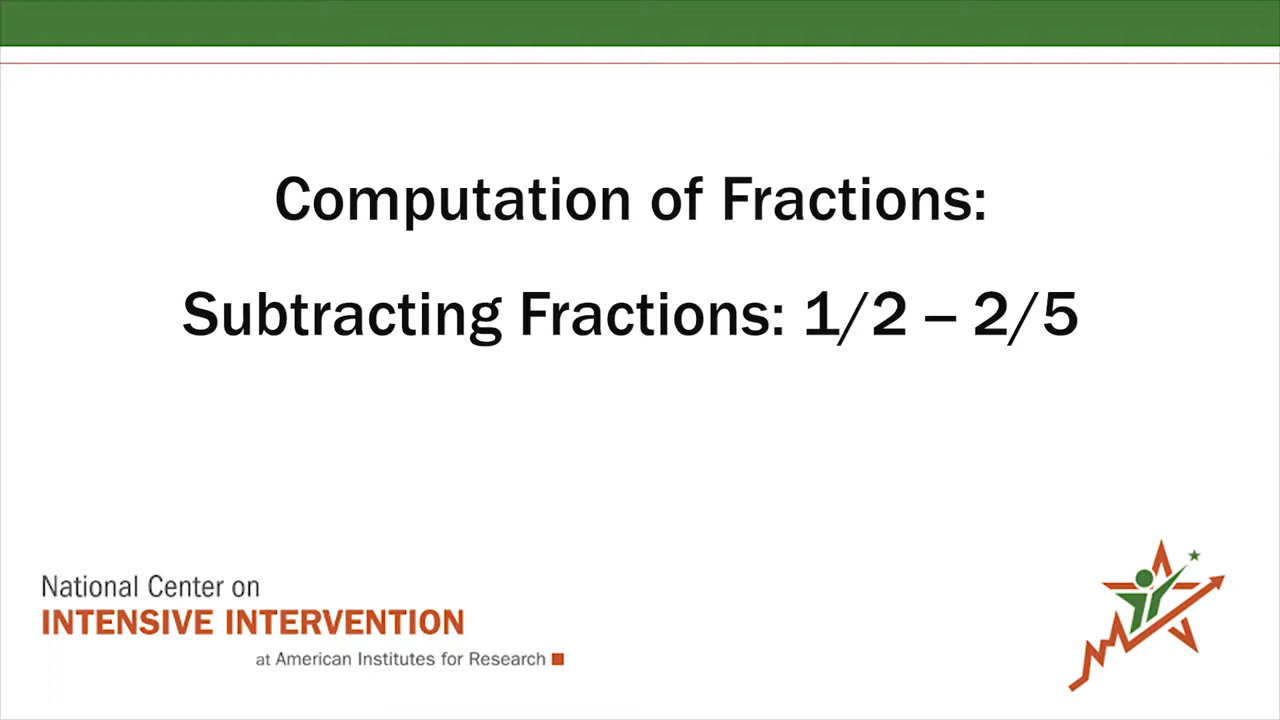 Computation of Fractions:
Subtracting Fractions: 1/2 – 2/5
National Center on
INTENSIVE INTERVENTION
at American Institutes for Research